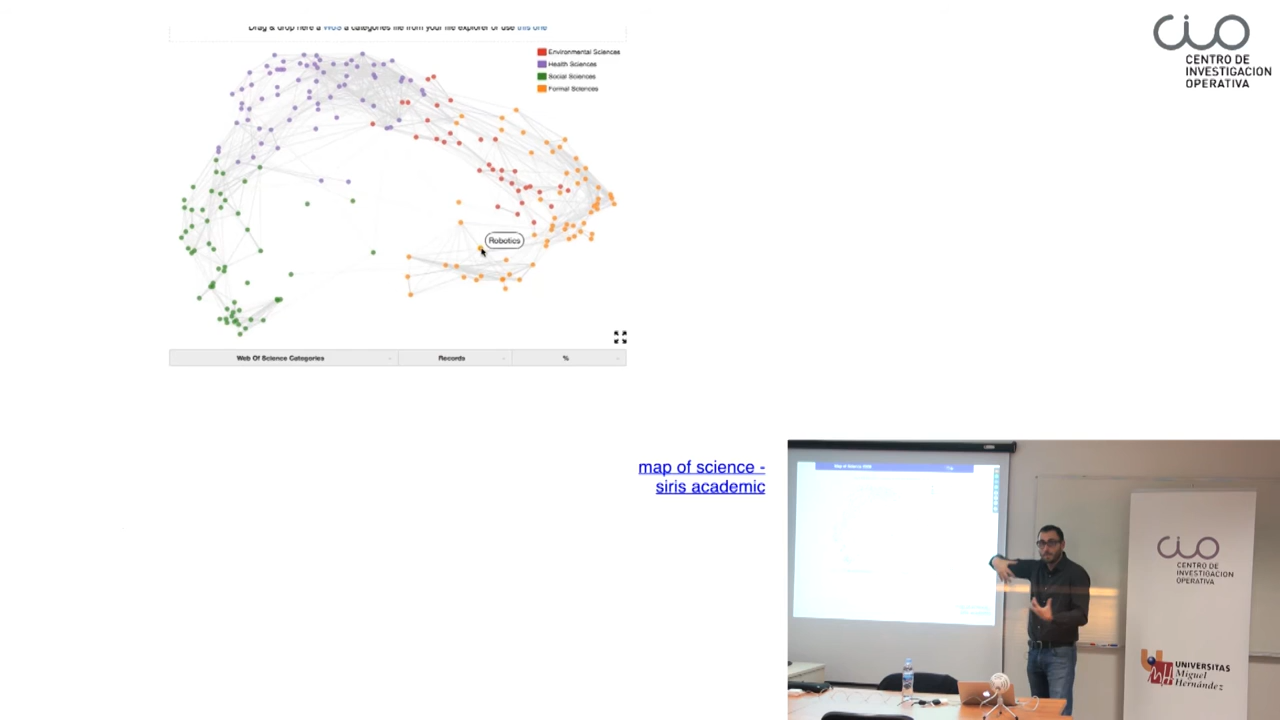 Drag & drop here a WoS a categories file from your file explorer or use this one
Environmental Sciences
Health Sciences
Social Sciences
Formal Sciences
Robotics
Web Of Science Categories
Records
%
CIO
CENTRO DE
INVESTIGACION
OPERATIVA
map of science -
siris academic
CIO
CENTRO DE
INVESTIGACIÓN
OPERATIVA
UNIVERSITAS
Miguel
Hernández